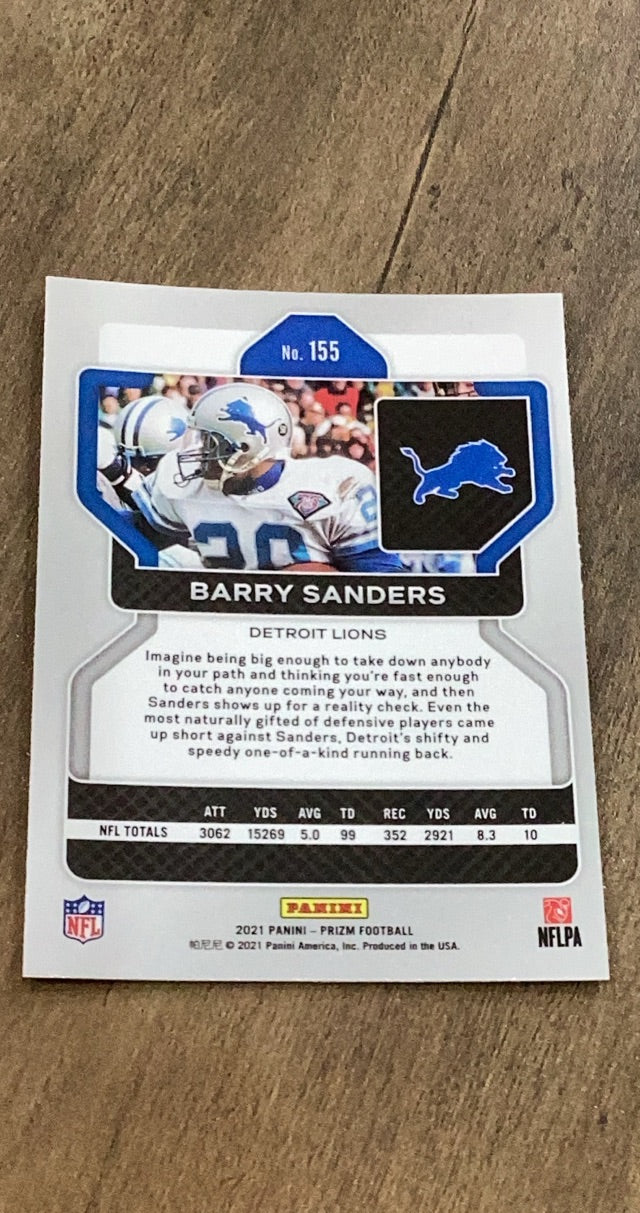 No. 155
20
BARRY SANDERS
DETROIT LIONS
Imagine being big enough to take down anybody
in your path and thinking you're fast enough
to catch anyone coming your way, and then
Sanders shows up for a reality check. Even the
most naturally gifted of defensive players came
up short against Sanders, Detroit's shifty and
speedy one-of-a-kind running back.
ATT YDS AVG TD REC YDS AVG TD
NFL TOTALS 3062 15269 5.0 99 352 2921 8.3 10
NFL
PANINI
NFLPA
2021 PANINI – PRIZM FOOTBALL
帕尼尼 © 2021 Panini America, Inc. Produced in the USA.